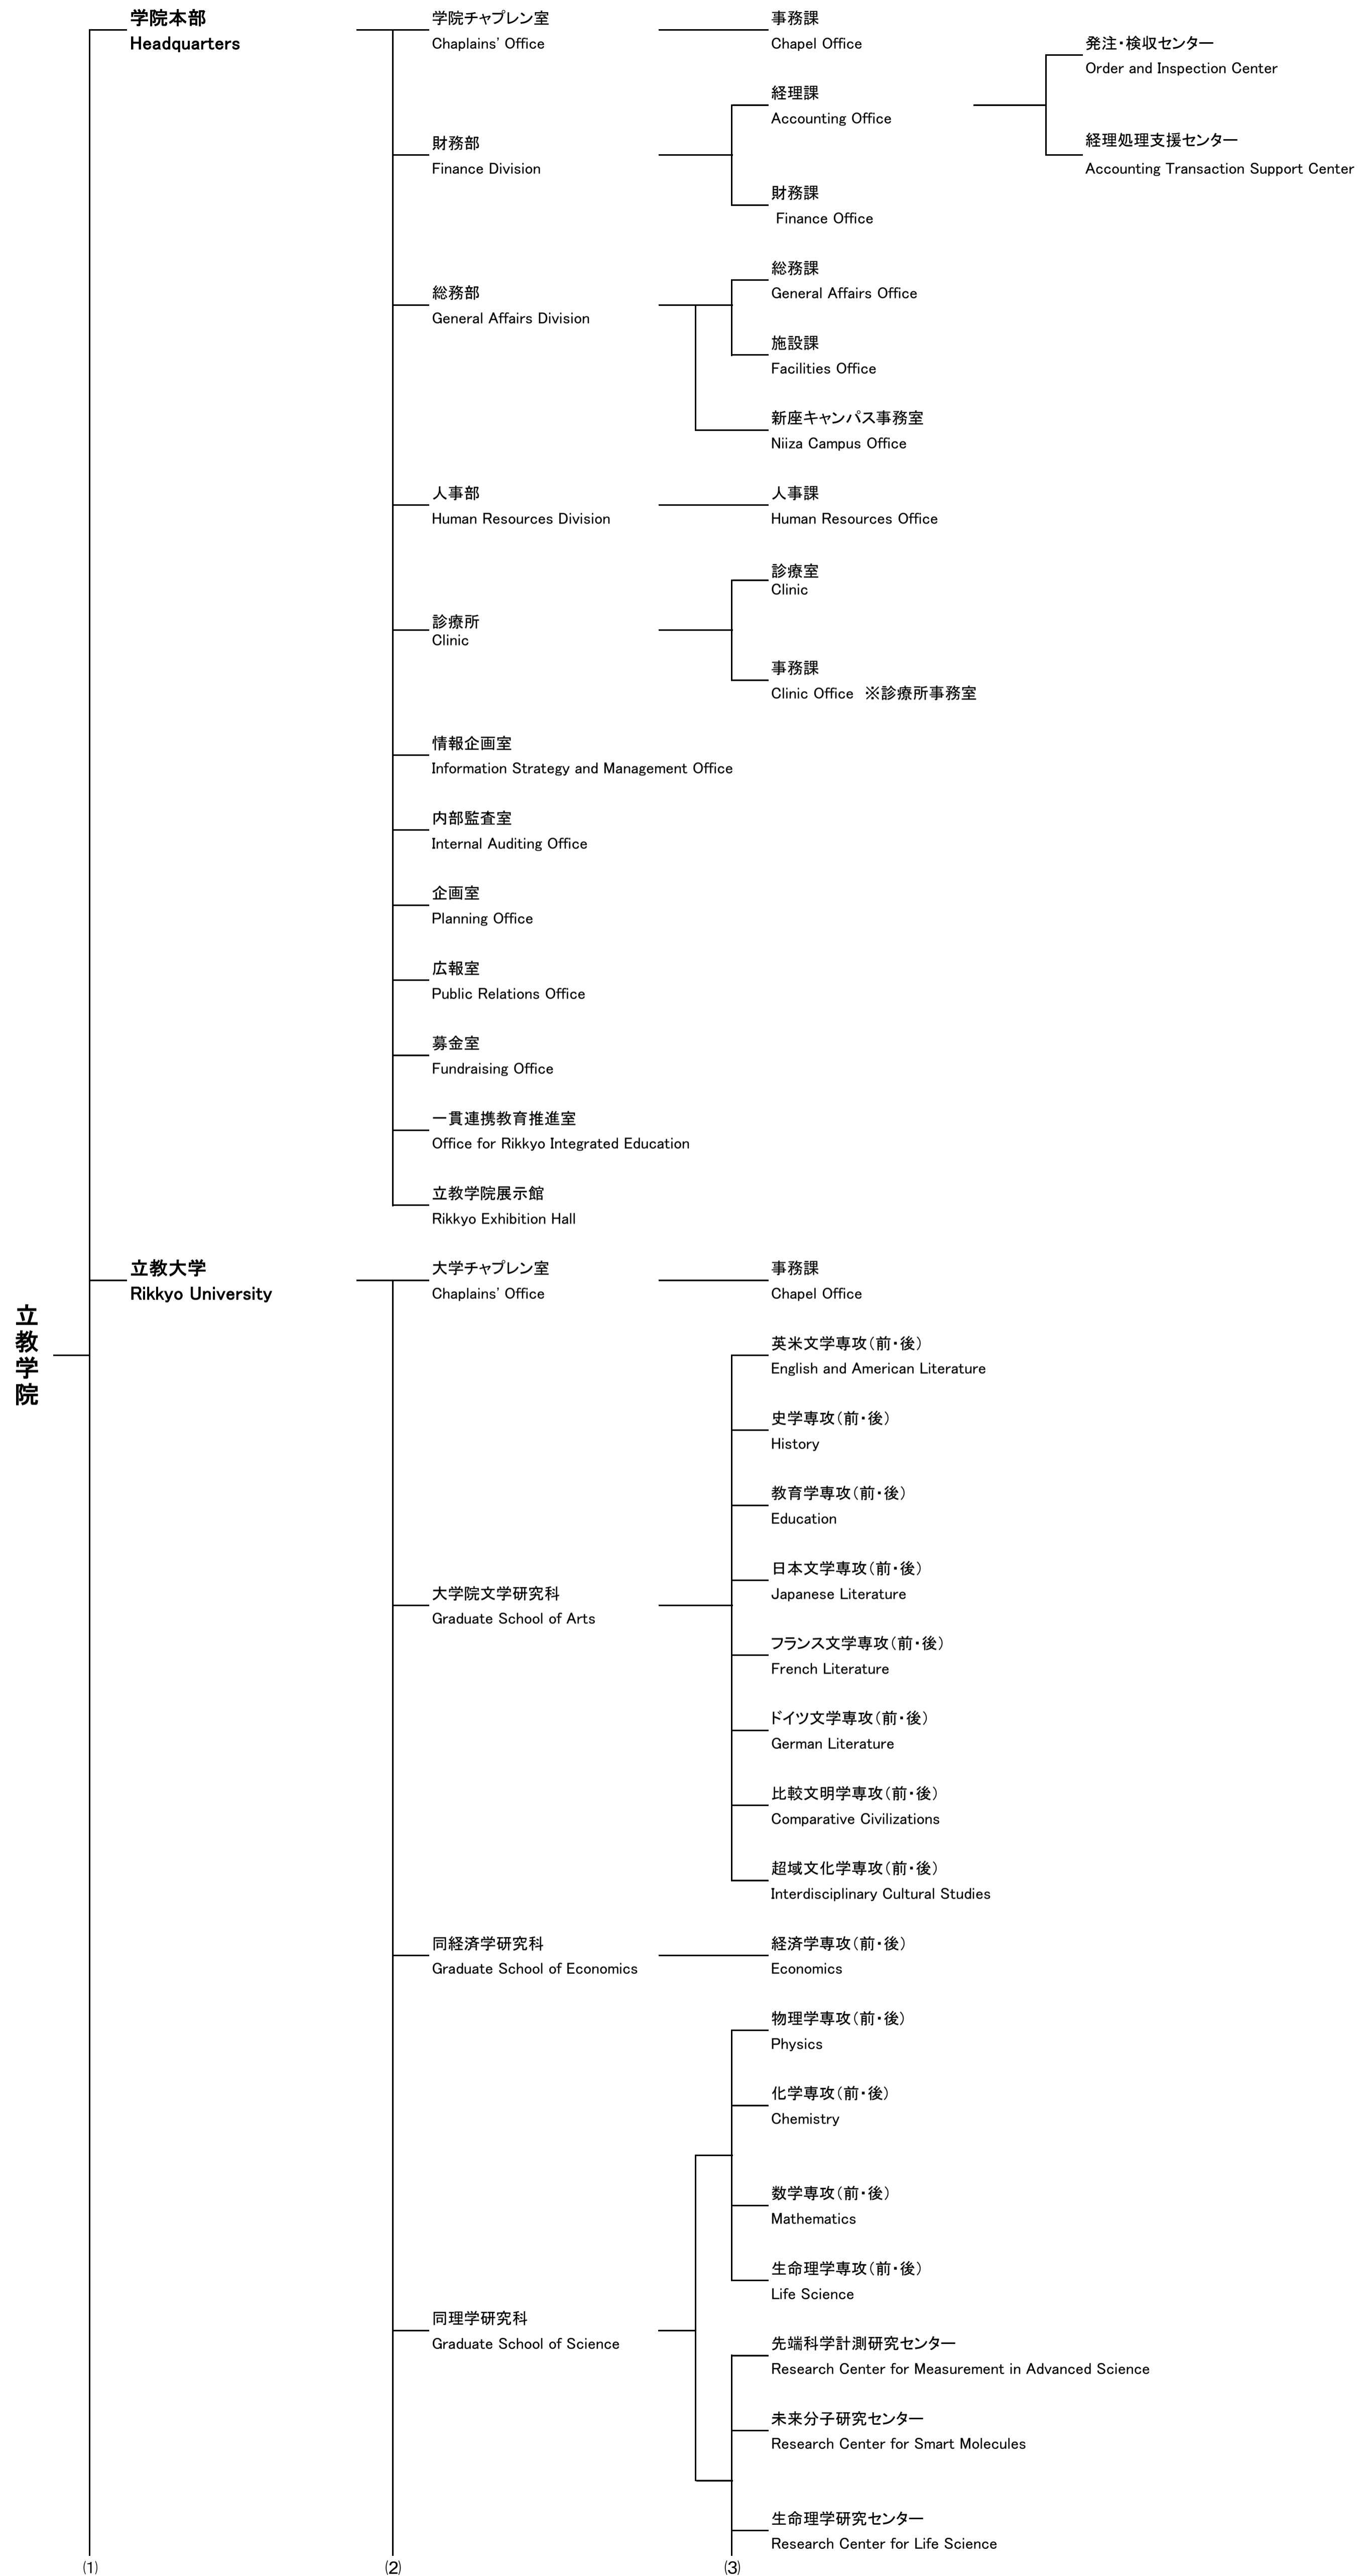 学院本部
Headquarters
学院チャプレン室
Chaplains' Office
事務課
Chapel Office
財務部
Finance Division
経理課
Accounting Office
発注・検収センター
Order and Inspection Center
経理処理支援センター
Accounting Transaction Support Center
財務課
Finance Office
総務部
General Affairs Division
総務課
General Affairs Office
施設課
Facilities Office
新座キャンパス事務室
Niiza Campus Office
人事部
Human Resources Division
人事課
Human Resources Office
診療所
Clinic
診療室
Clinic
事務課
Clinic Office ※診療所事務室
情報企画室
Information Strategy and Management Office
内部監査室
Internal Auditing Office
企画室
Planning Office
広報室
Public Relations Office
募金室
Fundraising Office
一貫連携教育推進室
Office for Rikkyo Integrated Education
立教学院展示館
Rikkyo Exhibition Hall
立教学院
立教大学
Rikkyo University
大学チャプレン室
Chaplains' Office
事務課
Chapel Office
大学院文学研究科
Graduate School of Arts
英米文学専攻（前・後）
English and American Literature
史学専攻（前・後）
History
教育学専攻（前・後）
Education
日本文学専攻（前・後）
Japanese Literature
フランス文学専攻（前・後）
French Literature
ドイツ文学専攻（前・後）
German Literature
比較文明学専攻（前・後）
Comparative Civilizations
超域文化学専攻（前・後）
Interdisciplinary Cultural Studies
同経済学研究科
Graduate School of Economics
経済学専攻（前・後）
Economics
同理学研究科
Graduate School of Science
物理学専攻（前・後）
Physics
化学専攻（前・後）
Chemistry
数学専攻（前・後）
Mathematics
生命理学専攻（前・後）
Life Science
先端科学計測研究センター
Research Center for Measurement in Advanced Science
未来分子研究センター
Research Center for Smart Molecules
生命理学研究センター
Research Center for Life Science
(1)
(2)
(3)